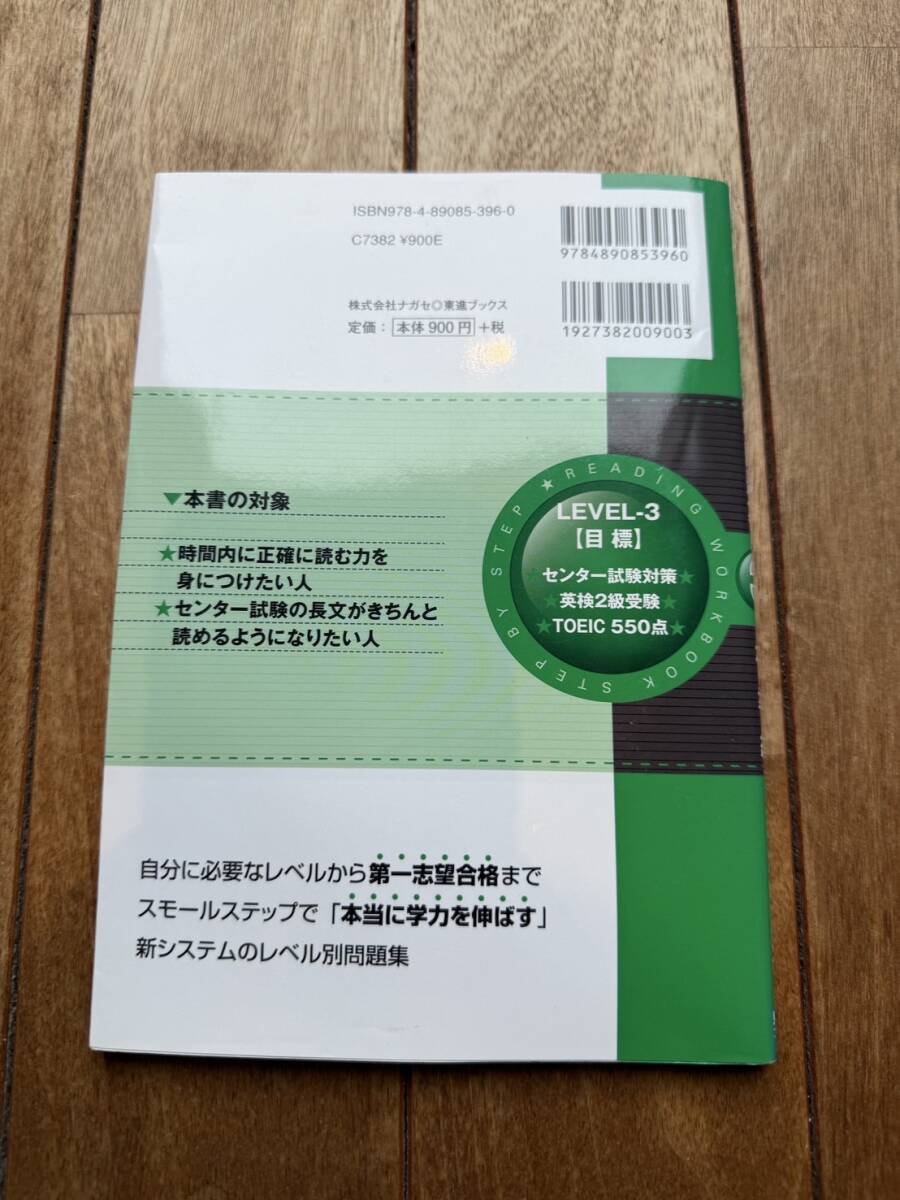 ISBN978-4-89085-396-0
C7382 ¥900E
9784890853960
株式会社ナガセ◎東進ブックス
定価：本体900円+税
1927382009003
▼本書の対象
★時間内に正確に読む力を
身につけたい人
★センター試験の長文がきちんと
読めるようになりたい人
STEP BY STEP ★ READING WORKBOOK
LEVEL-3
【目標】
センター試験対策★
★英検2級受験★
★TOEIC 550点★
自分に必要なレベルから第一志望合格まで
スモールステップで「本当に学力を伸ばす」
新システムのレベル別問題集